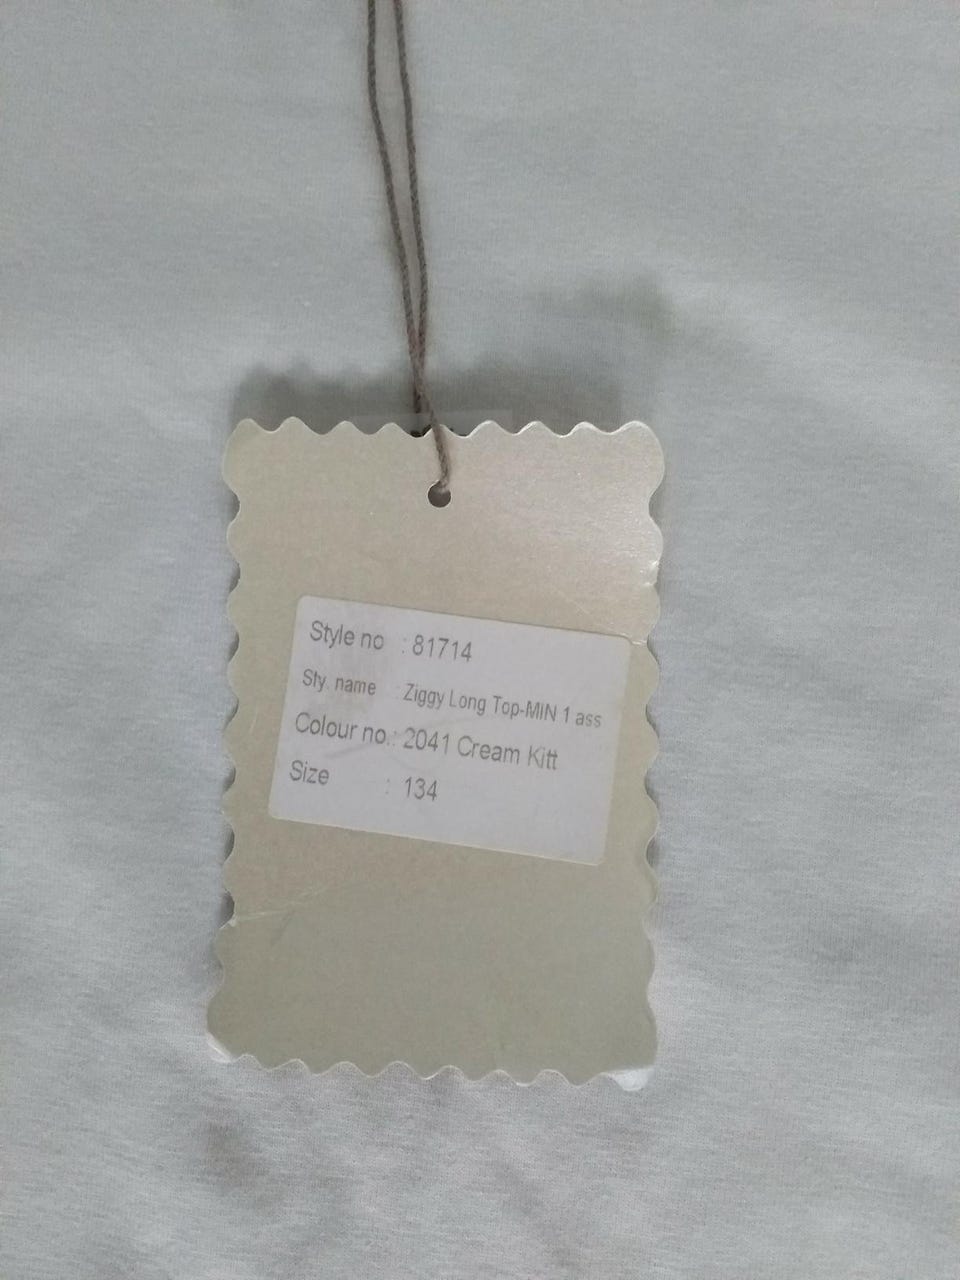 Style no : 81714
Sty. name : Ziggy Long Top-MIN 1 ass
Colour no.: 2041 Cream Kitt
Size : 134